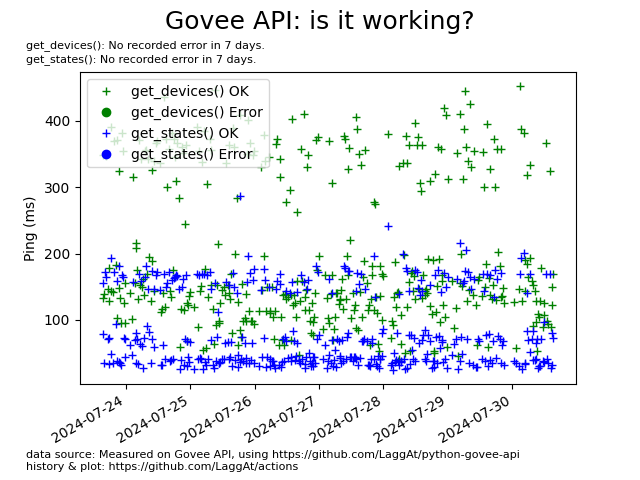 Govee API: is it working?
get_devices(): No recorded error in 7 days.
get_states(): No recorded error in 7 days.
get_devices() OK
get_devices() Error
get_states() OK
get_states() Error
Ping (ms)
400
300
200
100
2024-07-24
2024-07-25
2024-07-26
2024-07-27
2024-07-28
2024-07-29
2024-07-30
data source: Measured on Govee API, using https://github.com/LaggAt/python-govee-api
history & plot: https://github.com/LaggAt/actions